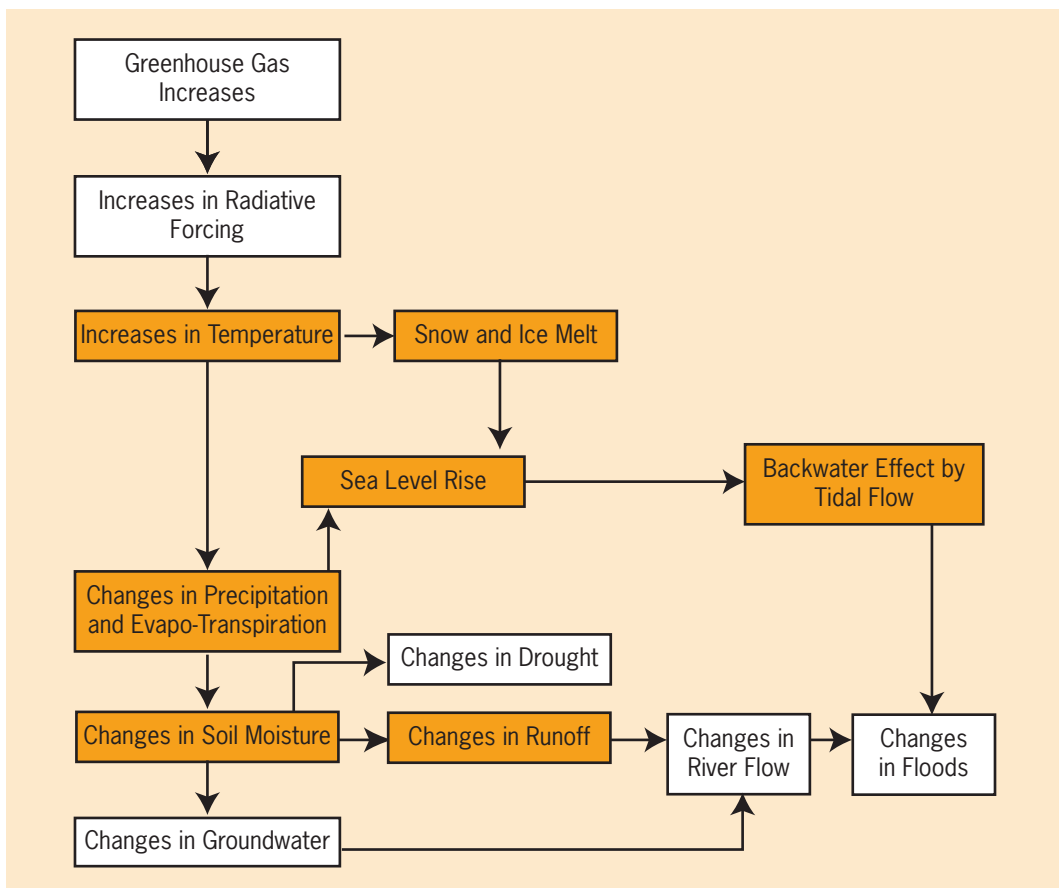 Greenhouse Gas
Increases
Increases in Radiative
Forcing
Increases in Temperature
Snow and Ice Melt
Sea Level Rise
Backwater Effect by
Tidal Flow
Changes in Precipitation
and Evapo-Transpiration
Changes in Drought
Changes in Soil Moisture
Changes in Runoff
Changes in
River Flow
Changes
in Floods
Changes in Groundwater